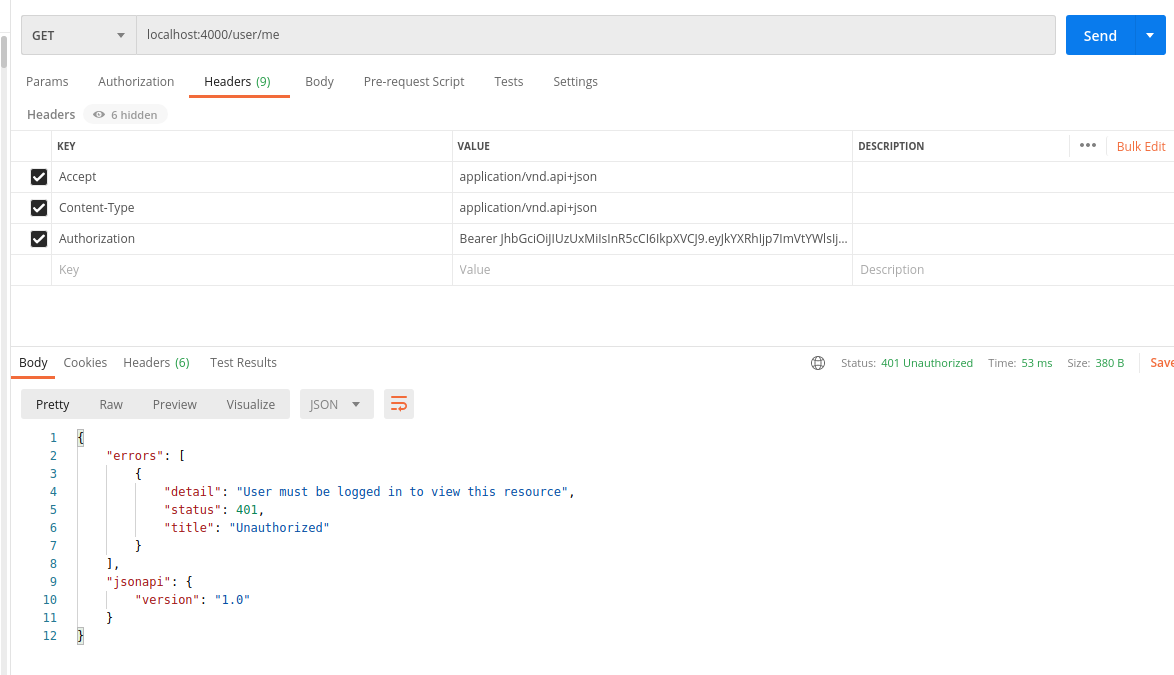 GET localhost:4000/user/me Send
Params Authorization Headers (9) Body Pre-request Script Tests Settings
Headers 6 hidden
KEY VALUE DESCRIPTION ••• Bulk Edit
Accept application/vnd.api+json
Content-Type application/vnd.api+json
Authorization Bearer JhbGciOiJIUzUxMiIsInR5cCI6IkpXVCJ9.eyJkYXRhIjp7ImVtYWlsIj...
Key Value Description
Body Cookies Headers (6) Test Results Status: 401 Unauthorized Time: 53 ms Size: 380 B Save
Pretty Raw Preview Visualize JSON
1 {
2 "errors": [
3 {
4 "detail": "User must be logged in to view this resource",
5 "status": 401,
6 "title": "Unauthorized"
7 }
8 ],
9 "jsonapi": {
10 "version": "1.0"
11 }
12 }